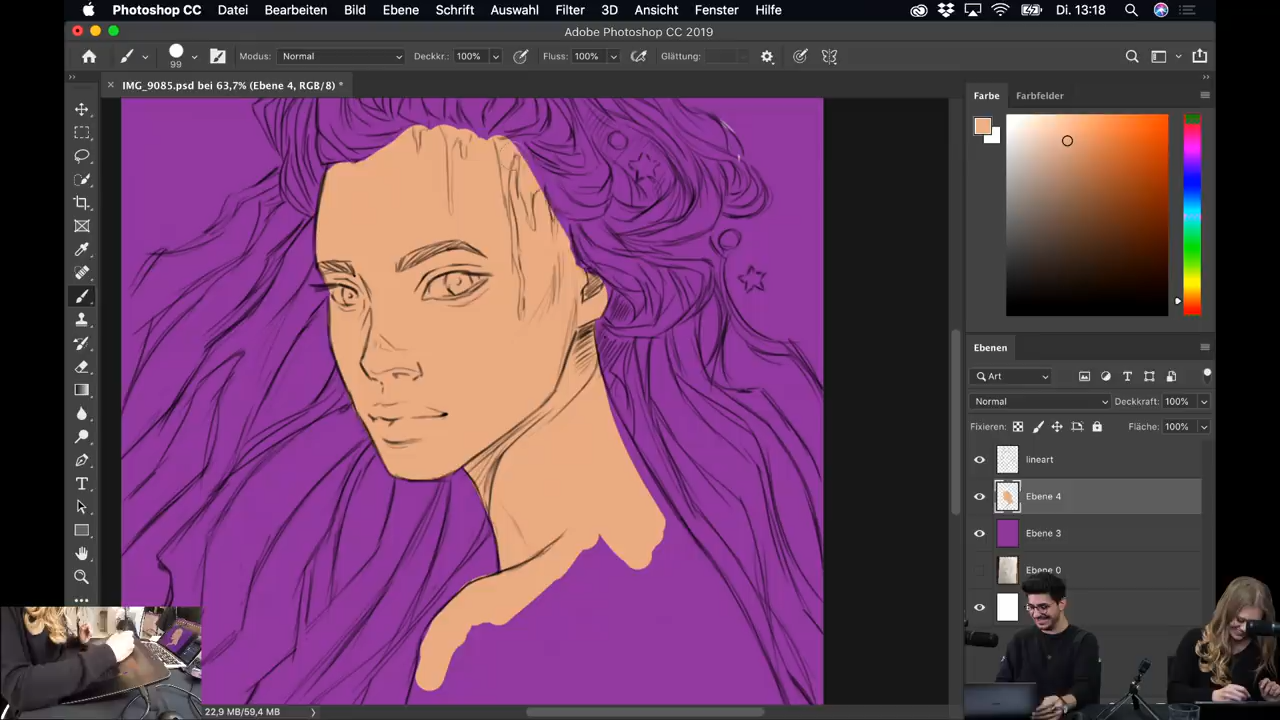 Photoshop CC Datei Bearbeiten Bild Ebene Schrift Auswahl Filter 3D Ansicht Fenster Hilfe Di. 13:18
Adobe Photoshop CC 2019
99 Modus: Normal Deckkr.: 100% Fluss: 100% Glättung:
IMG_9085.psd bei 63,7% (Ebene 4, RGB/8) *
Farbe Farbfelder
Ebenen
Art
Normal Deckkraft: 100%
Fixieren: Fläche: 100%
lineart
Ebene 4
Ebene 3
Ebene 0
22,9 MB/59,4 MB